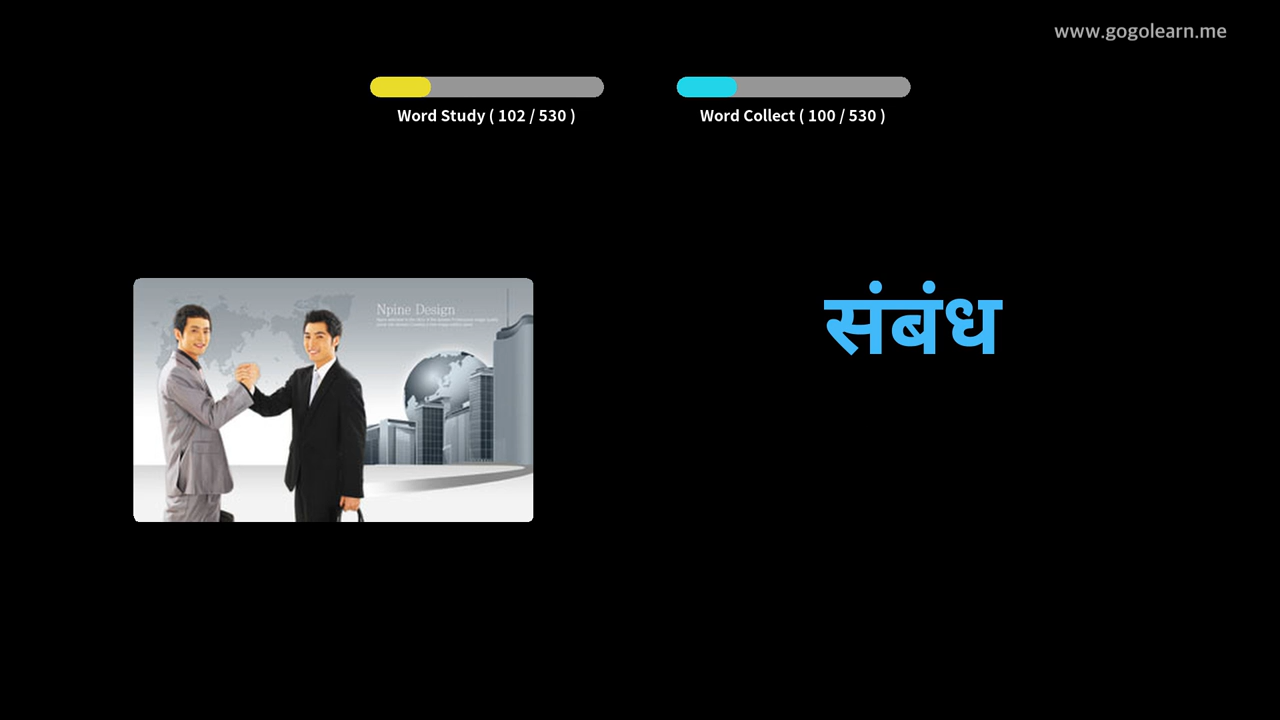 www.gogolearn.me
Word Study ( 102 / 530 )
Word Collect ( 100 / 530 )
Npine Design
संबंध